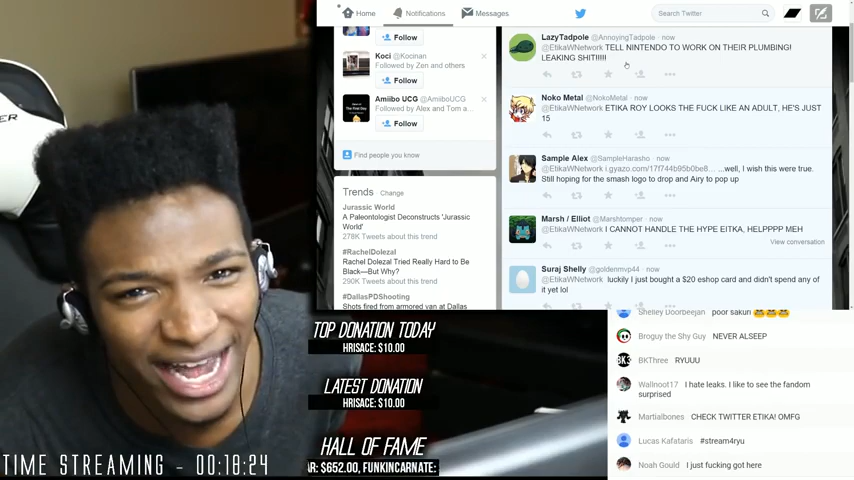 Home Notifications Messages Search Twitter
Follow
Koci @Kocinan
Followed by Zen and others
Follow
Amiibo UCG @AmiiboUCG
Followed by Alex and Tom a...
Follow
Find people you know
Trends Change
Jurassic World
A Paleontologist Deconstructs 'Jurassic
World'
278K Tweets about this trend
#RachelDolezal
Rachel Dolezal Tried Really Hard to Be
Black—But Why?
290K Tweets about this trend
#DallasPDShooting
Shots fired from armored van at Dallas
LazyTadpole @AnnoyingTadpole · now
@EtikaWNetwork TELL NINTENDO TO WORK ON THEIR PLUMBING!
LEAKING SHIT!!!!!
Noko Metal @NokoMetal · now
@EtikaWNetwork ETIKA ROY LOOKS THE FUCK LIKE AN ADULT, HE'S JUST
15
Sample Alex @SampleHarasho · now
@EtikaWNetwork i.gyazo.com/17f744b95b0be8... ...well, I wish this were true.
Still hoping for the smash logo to drop and Airy to pop up
Marsh / Elliot @Marshtomper · now
@EtikaWNetwork I CANNOT HANDLE THE HYPE EITKA, HELPPPP MEH
View conversation
Suraj Shelly @goldenmvp44 · now
@EtikaWNetwork luckily I just bought a $20 eshop card and didn't spend any of
it yet lol
TOP DONATION TODAY
HRISACE: $10.00
LATEST DONATION
HRISACE: $10.00
HALL OF FAME
AR: $652.00, FUNKINCARNATE:
TIME STREAMING - 00:18:24
Shelley Doorbeejan poor sakuri
Broguy the Shy Guy NEVER ALSEEP
BKThree RYUUU
Wallnoot17 I hate leaks. I like to see the fandom
surprised
Martialbones CHECK TWITTER ETIKA! OMFG
Lucas Kafataris #stream4ryu
Noah Gould I just fucking got here